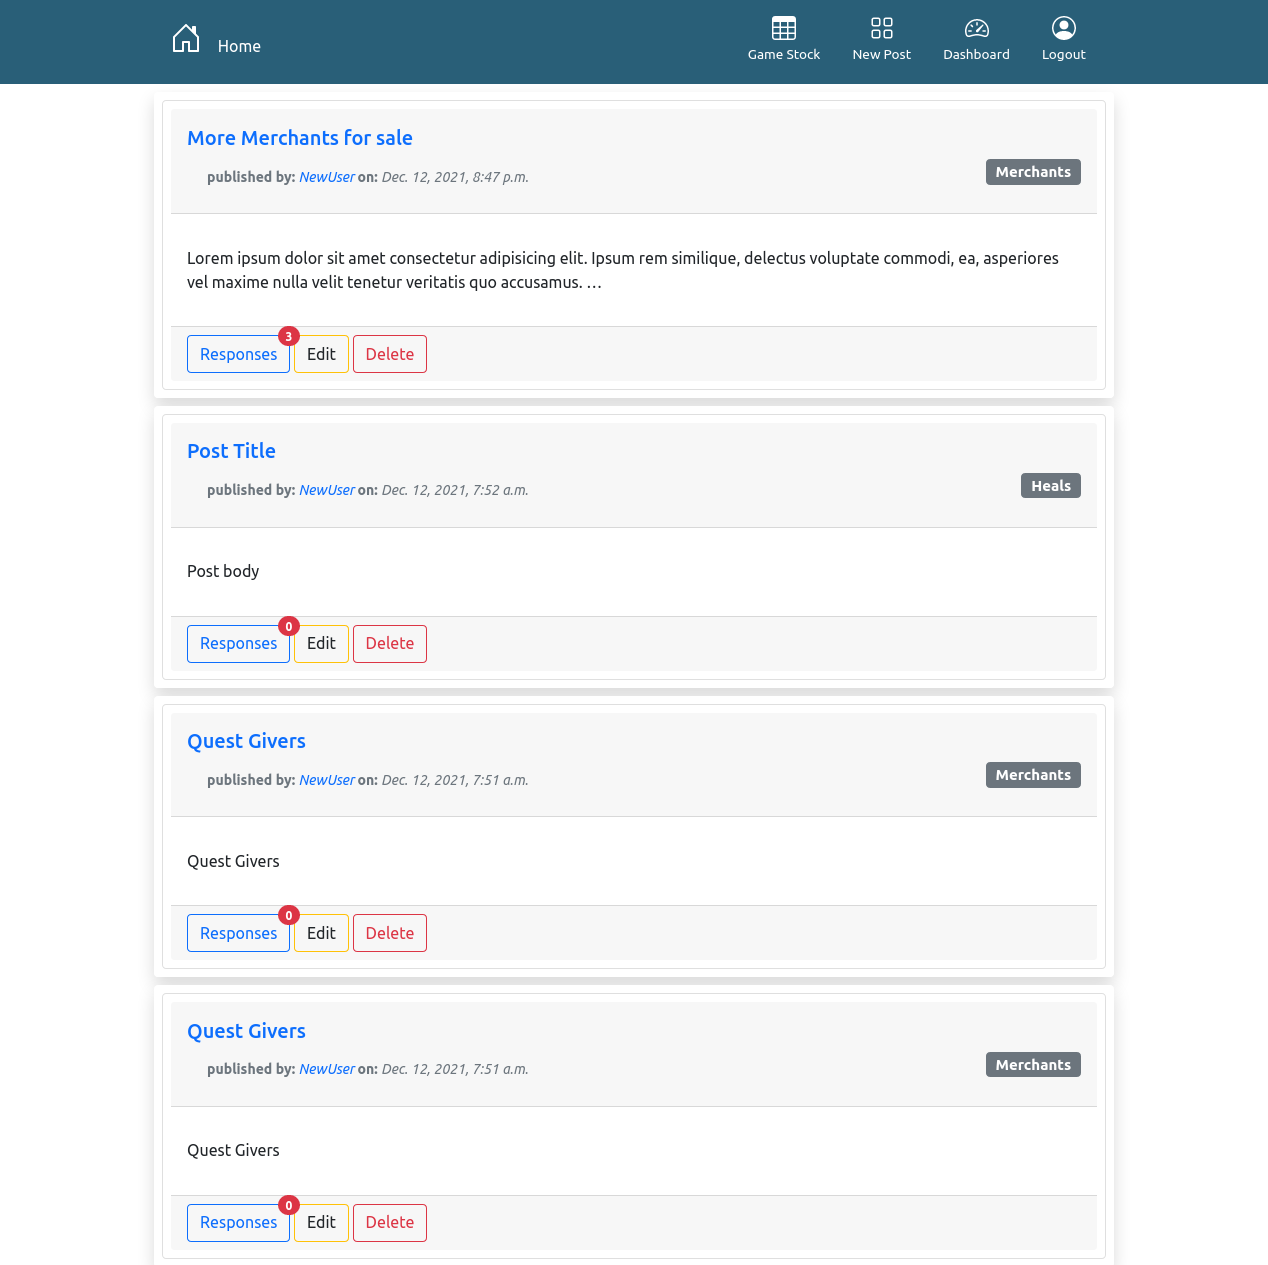 Home
Game Stock
New Post
Dashboard
Logout
More Merchants for sale
published by: NewUser on: Dec. 12, 2021, 8:47 p.m.
Merchants
Lorem ipsum dolor sit amet consectetur adipisicing elit. Ipsum rem similique, delectus voluptate commodi, ea, asperiores
vel maxime nulla velit tenetur veritatis quo accusamus. …
Responses 3 Edit Delete
Post Title
published by: NewUser on: Dec. 12, 2021, 7:52 a.m.
Heals
Post body
Responses 0 Edit Delete
Quest Givers
published by: NewUser on: Dec. 12, 2021, 7:51 a.m.
Merchants
Quest Givers
Responses 0 Edit Delete
Quest Givers
published by: NewUser on: Dec. 12, 2021, 7:51 a.m.
Merchants
Quest Givers
Responses 0 Edit Delete